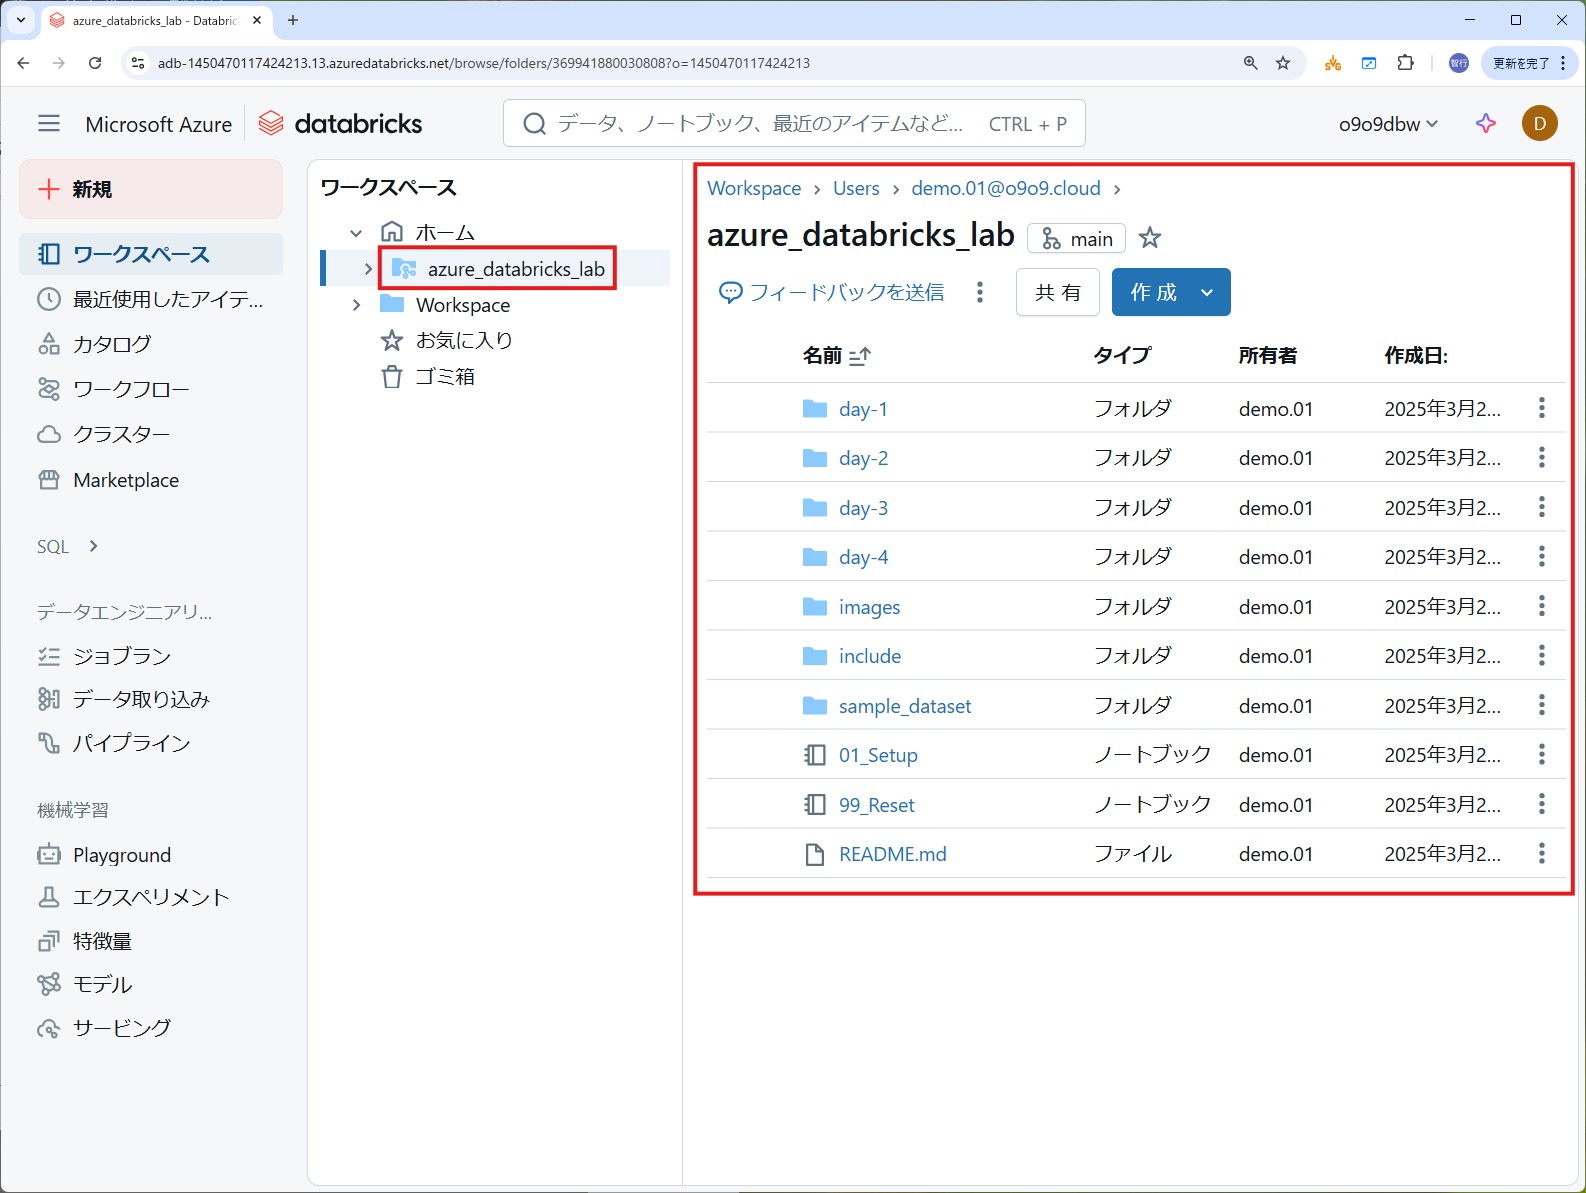 azure_databricks_lab - Databric
adb-1450470117424213.13.azuredatabricks.net/browse/folders/3699418800308​08?o=1450470117424213
智行
更新を完了
Microsoft Azure
databricks
データ、ノートブック、最近のアイテムなど...
CTRL + P
o9o9dbw
D
新規
ワークスペース
最近使用したアイテ...
カタログ
ワークフロー
クラスター
Marketplace
SQL
データエンジニアリ...
ジョブラン
データ取り込み
パイプライン
機械学習
Playground
エクスペリメント
特徴量
モデル
サービング
ワークスペース
ホーム
azure_databricks_lab
Workspace
お気に入り
ゴミ箱
Workspace > Users > demo.01@o9o9.cloud >
azure_databricks_lab main
フィードバックを送信 共有 作成
名前 タイプ 所有者 作成日:
day-1 フォルダ demo.01 2025年3月2...
day-2 フォルダ demo.01 2025年3月2...
day-3 フォルダ demo.01 2025年3月2...
day-4 フォルダ demo.01 2025年3月2...
images フォルダ demo.01 2025年3月2...
include フォルダ demo.01 2025年3月2...
sample_dataset フォルダ demo.01 2025年3月2...
01_Setup ノートブック demo.01 2025年3月2...
99_Reset ノートブック demo.01 2025年3月2...
README.md ファイル demo.01 2025年3月2...